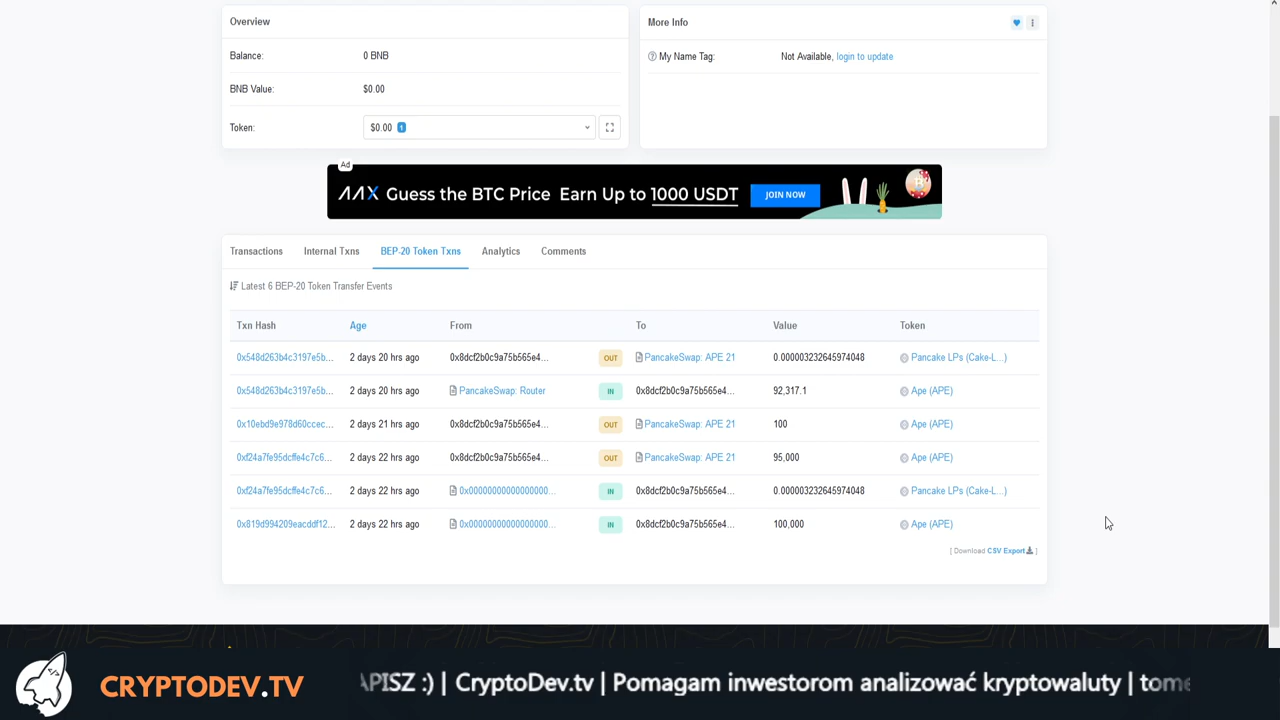 Overview
Balance: 0 BNB
BNB Value: $0.00
Token: $0.00 1
More Info
My Name Tag: Not Available, login to update
Ad
AAX Guess the BTC Price Earn Up to 1000 USDT JOIN NOW
Transactions Internal Txns BEP-20 Token Txns Analytics Comments
Latest 6 BEP-20 Token Transfer Events
Txn Hash Age From To Value Token
0x548d263b4c3197e5b... 2 days 20 hrs ago 0x8dcf2b0c9a75b565e4... OUT PancakeSwap: APE 21 0.000003232645974048 Pancake LPs (Cake-L...)
0x548d263b4c3197e5b... 2 days 20 hrs ago PancakeSwap: Router IN 0x8dcf2b0c9a75b565e4... 92,317.1 Ape (APE)
0x10ebd9e978d60ccec... 2 days 21 hrs ago 0x8dcf2b0c9a75b565e4... OUT PancakeSwap: APE 21 100 Ape (APE)
0xf24a7fe95dcffe4c7c6... 2 days 22 hrs ago 0x8dcf2b0c9a75b565e4... OUT PancakeSwap: APE 21 95,000 Ape (APE)
0xf24a7fe95dcffe4c7c6... 2 days 22 hrs ago 0x00000000000000000... IN 0x8dcf2b0c9a75b565e4... 0.000003232645974048 Pancake LPs (Cake-L...)
0x819d994209eacddf12... 2 days 22 hrs ago 0x00000000000000000... IN 0x8dcf2b0c9a75b565e4... 100,000 Ape (APE)
[ Download CSV Export ]
CRYPTODEV.TV
APISZ :) | CryptoDev.tv | Pomagam inwestorom analizować kryptowaluty | tome